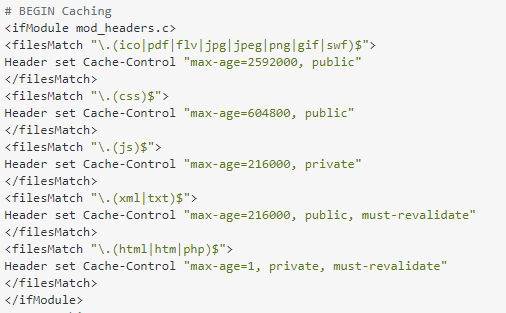 # BEGIN Caching
<ifModule mod_headers.c>
<filesMatch "\.(ico|pdf|flv|jpg|jpeg|png|gif|swf)$">
Header set Cache-Control "max-age=2592000, public"
</filesMatch>
<filesMatch "\.(css)$">
Header set Cache-Control "max-age=604800, public"
</filesMatch>
<filesMatch "\.(js)$">
Header set Cache-Control "max-age=216000, private"
</filesMatch>
<filesMatch "\.(xml|txt)$">
Header set Cache-Control "max-age=216000, public, must-revalidate"
</filesMatch>
<filesMatch "\.(html|htm|php)$">
Header set Cache-Control "max-age=1, private, must-revalidate"
</filesMatch>
</ifModule>